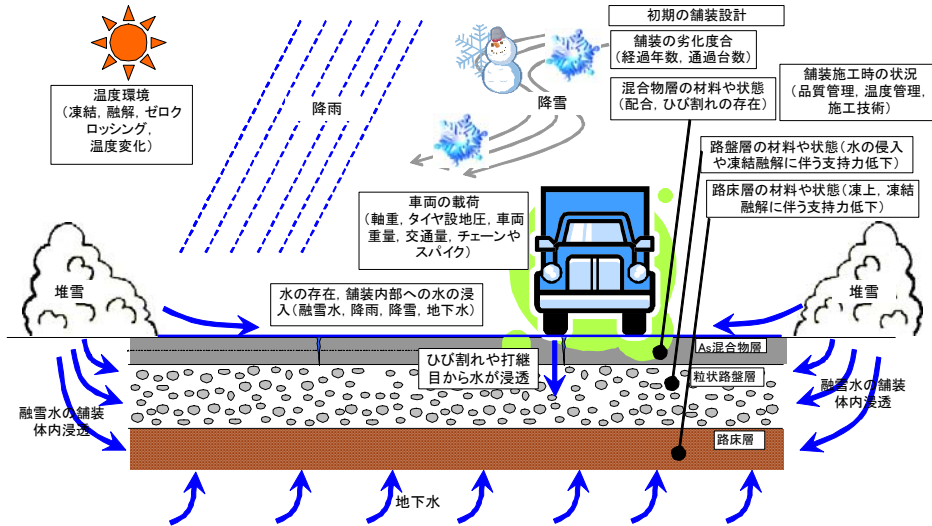 初期の舗装設計
舗装の劣化度合
(経過年数, 通過台数)
混合物層の材料や状態
(配合, ひび割れの存在)
舗装施工時の状況
(品質管理, 温度管理,
施工技術)
温度環境
(凍結, 融解, ゼロク
ロッシング,
温度変化)
降雨
降雪
路盤層の材料や状態(水の侵入
や凍結融解に伴う支持力低下)
路床層の材料や状態(凍上, 凍結
融解に伴う支持力低下)
車両の載荷
(軸重, タイヤ設地圧, 車両
重量, 交通量, チェーンや
スパイク)
堆雪
堆雪
水の存在, 舗装内部への水の浸
入(融雪水, 降雨, 降雪, 地下水)
As混合物層
ひび割れや打継
目から水が浸透
粒状路盤層
融雪水の舗装
体内浸透
融雪水の舗装
体内浸透
路床層
地下水